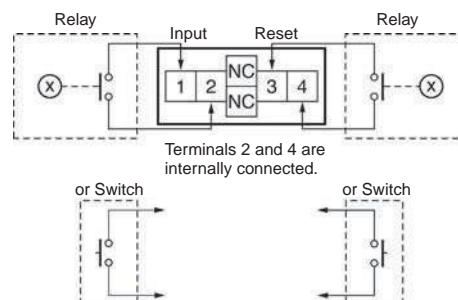 Relay
Input
Reset
Relay
X
1
2
NC
NC
3
4
X
Terminals 2 and 4 are
internally connected.
or Switch
or Switch